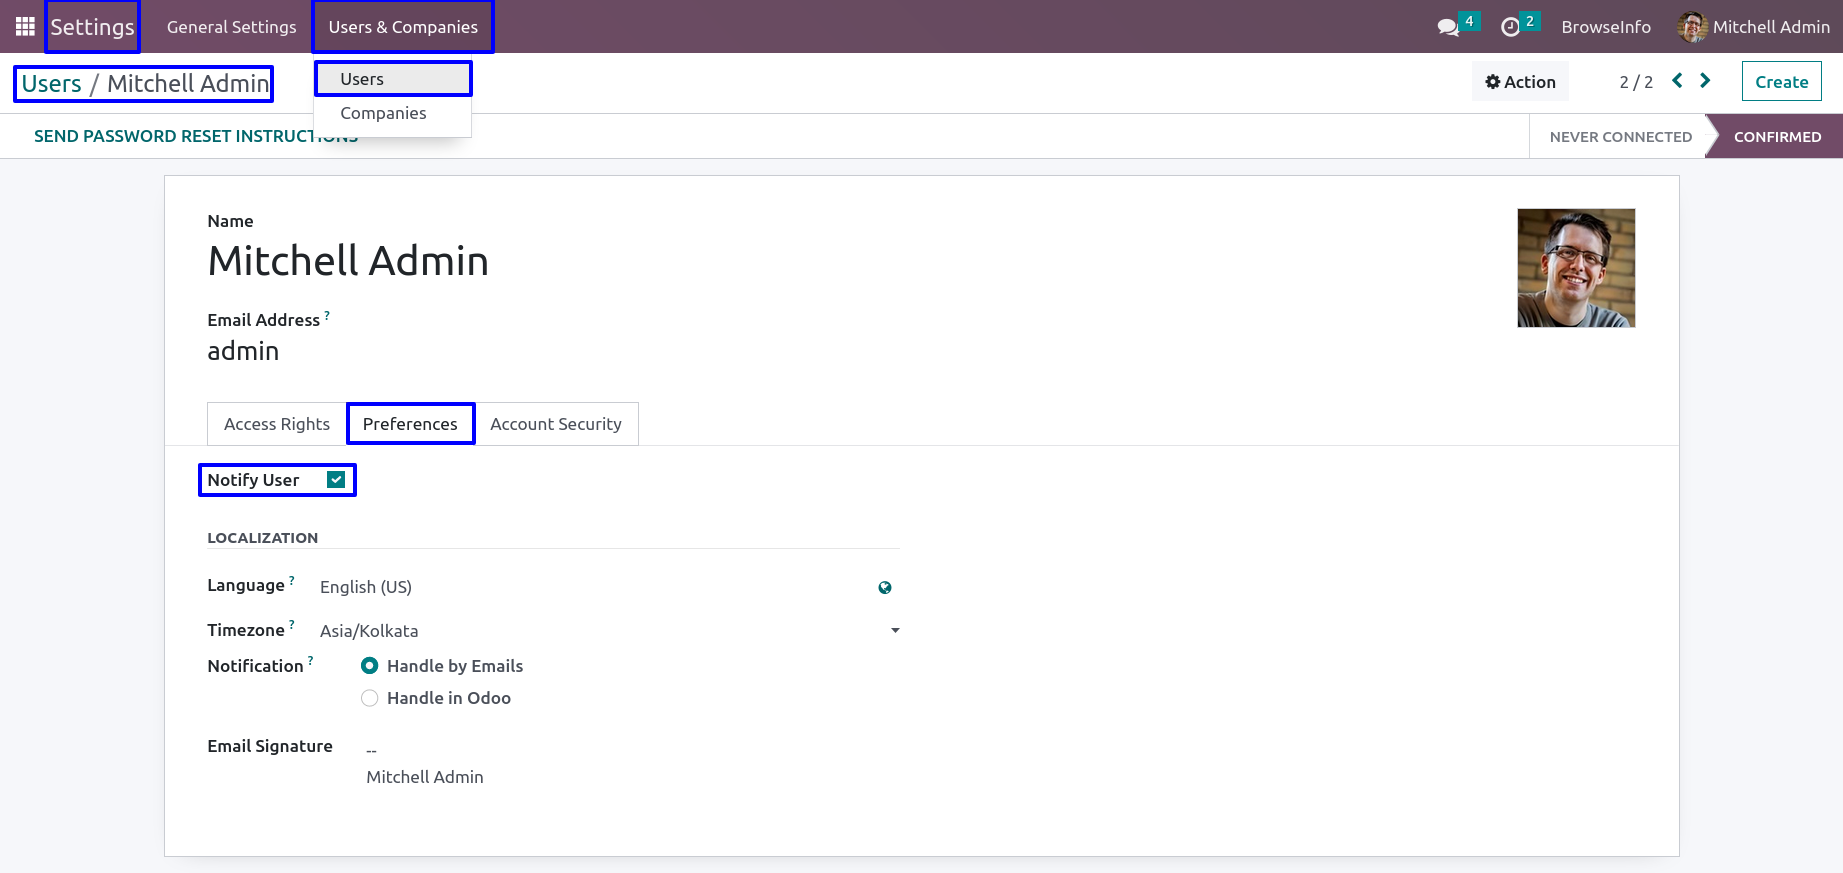 Settings General Settings Users & Companies 4 2 BrowseInfo Mitchell Admin
Users / Mitchell Admin Users Action 2 / 2 Create
Companies
SEND PASSWORD RESET INSTRUCTIONS NEVER CONNECTED CONFIRMED
Name
Mitchell Admin
Email Address ?
admin
Access Rights Preferences Account Security
Notify User
LOCALIZATION
Language ? English (US)
Timezone ? Asia/Kolkata
Notification ? Handle by Emails
Handle in Odoo
Email Signature --
Mitchell Admin